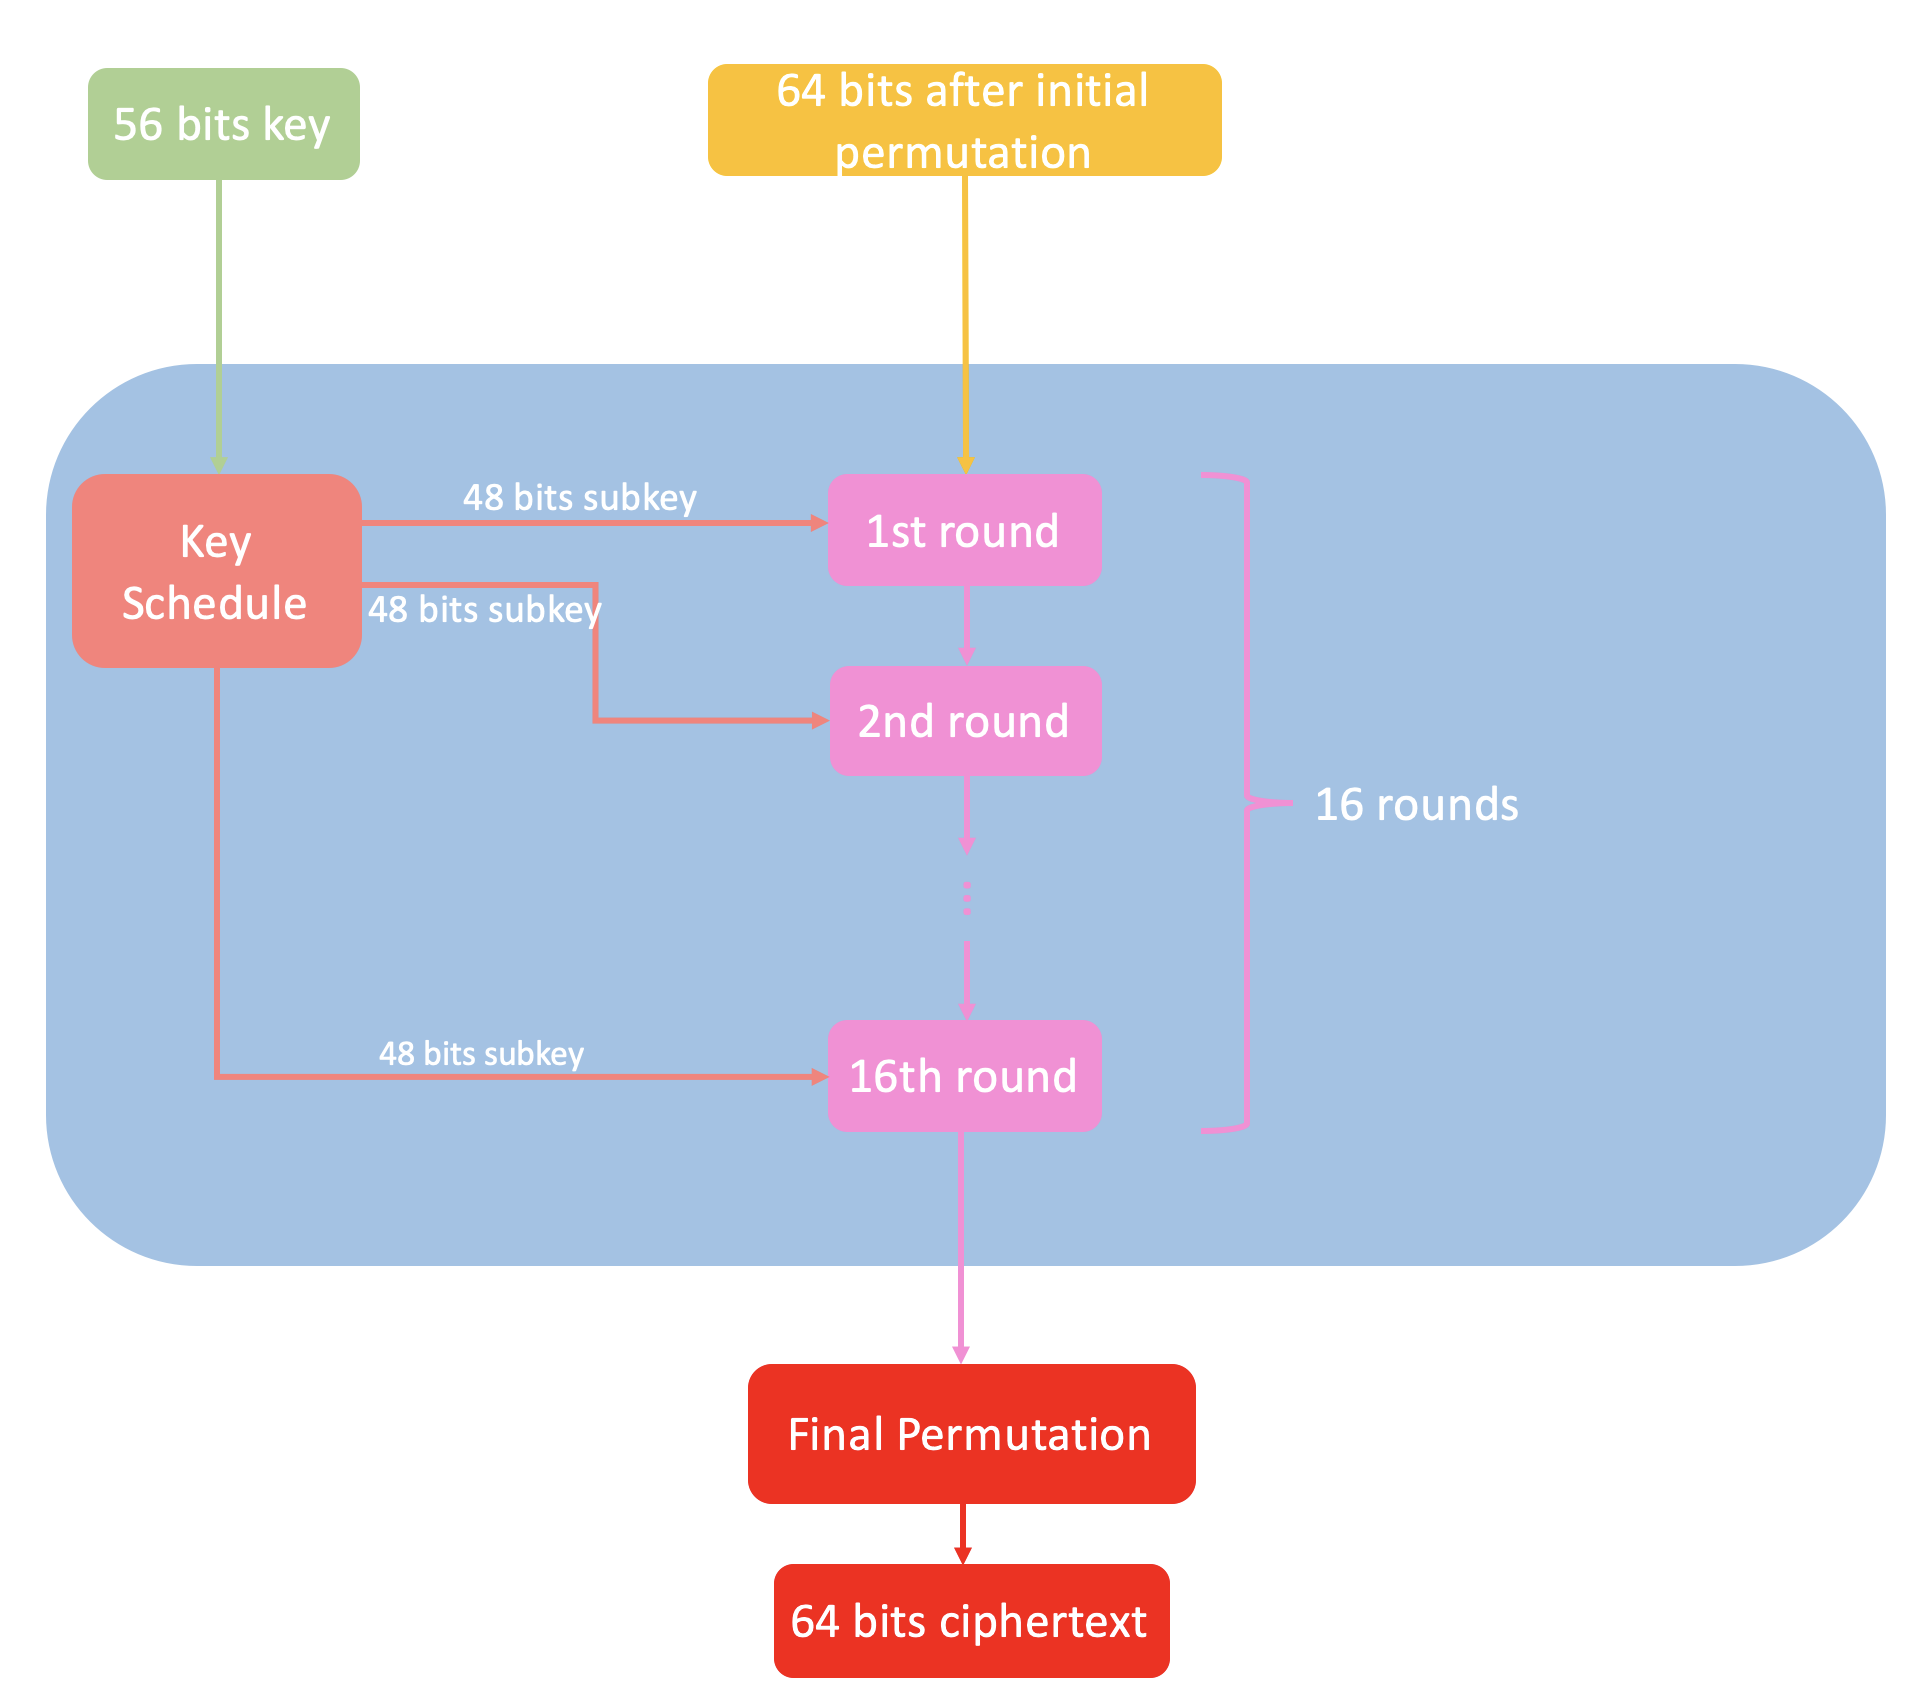 56 bits key
64 bits after initial
permutation
Key
Schedule
48 bits subkey
1st round
48 bits subkey
2nd round
16 rounds
48 bits subkey
16th round
Final Permutation
64 bits ciphertext